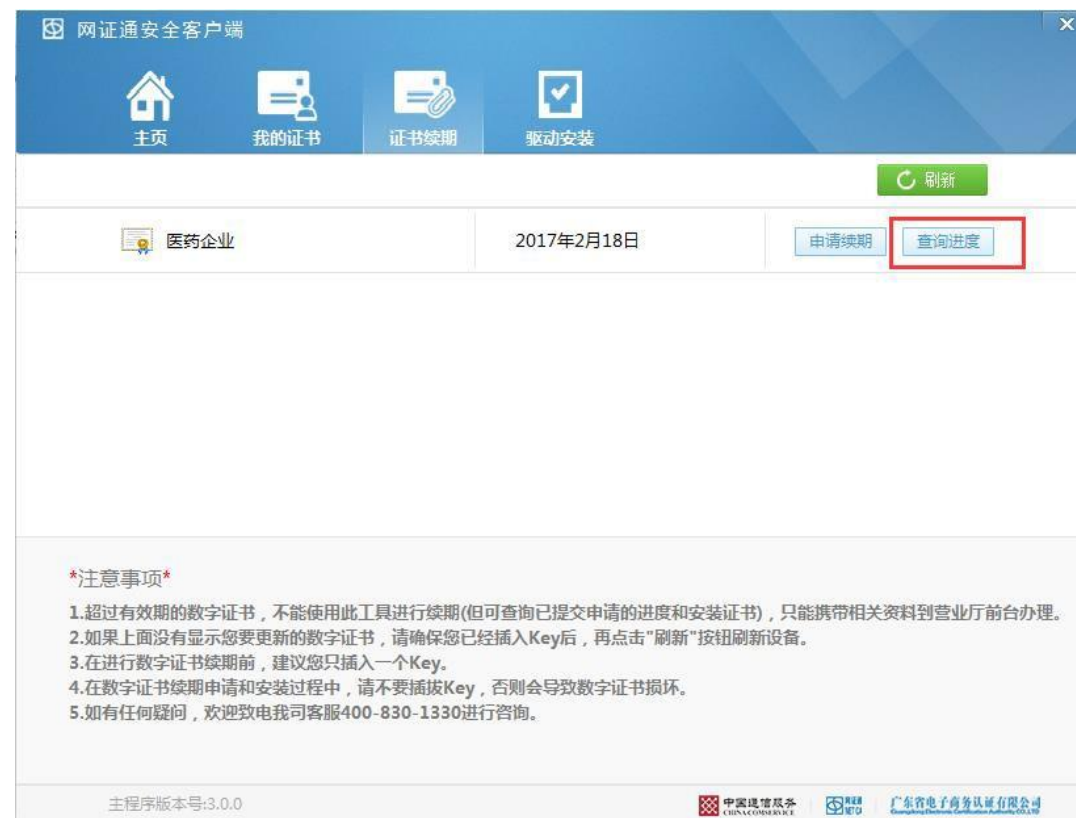 网证通安全客户端
主页 我的证书 证书续期 驱动安装
刷新
医药企业 2017年2月18日 申请续期 查询进度
*注意事项*
1.超过有效期的数字证书，不能使用此工具进行续期(但可查询已提交申请的进度和安装证书)，只能携带相关资料到营业厅前台办理。
2.如果上面没有显示您要更新的数字证书，请确保您已经插入Key后，再点击"刷新"按钮刷新设备。
3.在进行数字证书续期前，建议您只插入一个Key。
4.在数字证书续期申请和安装过程中，请不要插拔Key，否则会导致数字证书损坏。
5.如有任何疑问，欢迎致电我司客服400-830-1330进行咨询。
主程序版本号:3.0.0 中国通信服务 网证通 广东省电子商务认证有限公司
CHINA COMSERVICE